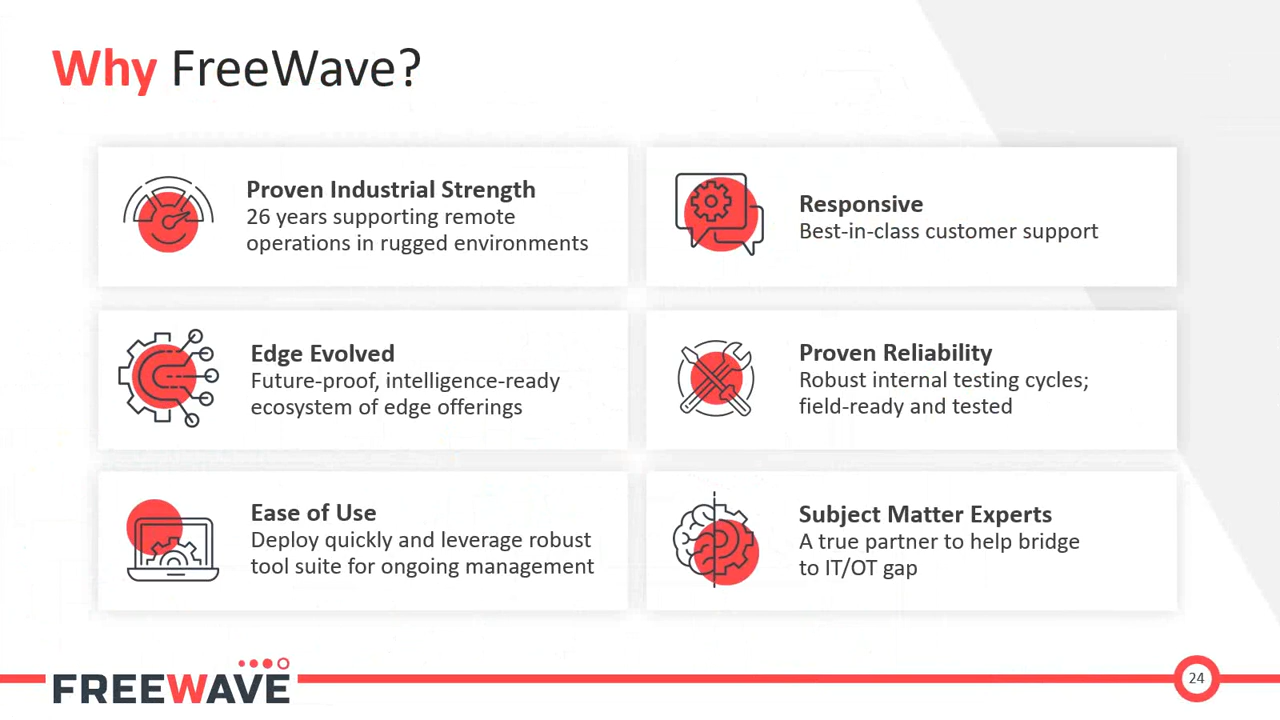 Why FreeWave?
Proven Industrial Strength
26 years supporting remote
operations in rugged environments
Responsive
Best-in-class customer support
Edge Evolved
Future-proof, intelligence-ready
ecosystem of edge offerings
Proven Reliability
Robust internal testing cycles;
field-ready and tested
Ease of Use
Deploy quickly and leverage robust
tool suite for ongoing management
Subject Matter Experts
A true partner to help bridge
to IT/OT gap
FREEWAVE
24